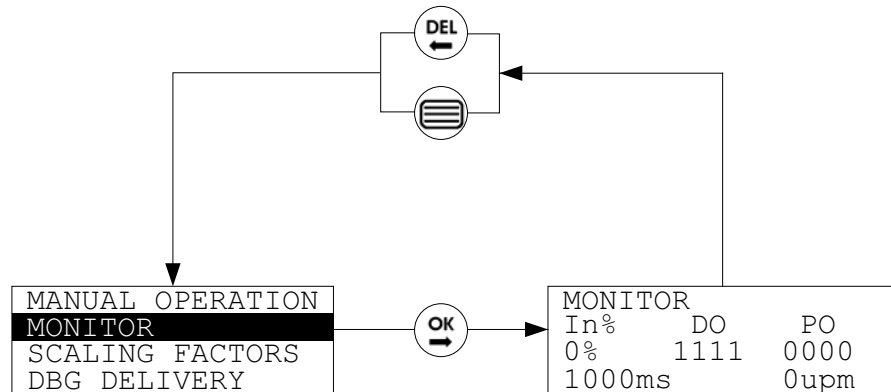 DEL
MANUAL OPERATION
MONITOR
SCALING FACTORS
DBG DELIVERY
OK
MONITOR
In% DO PO
0% 1111 0000
1000ms 0upm